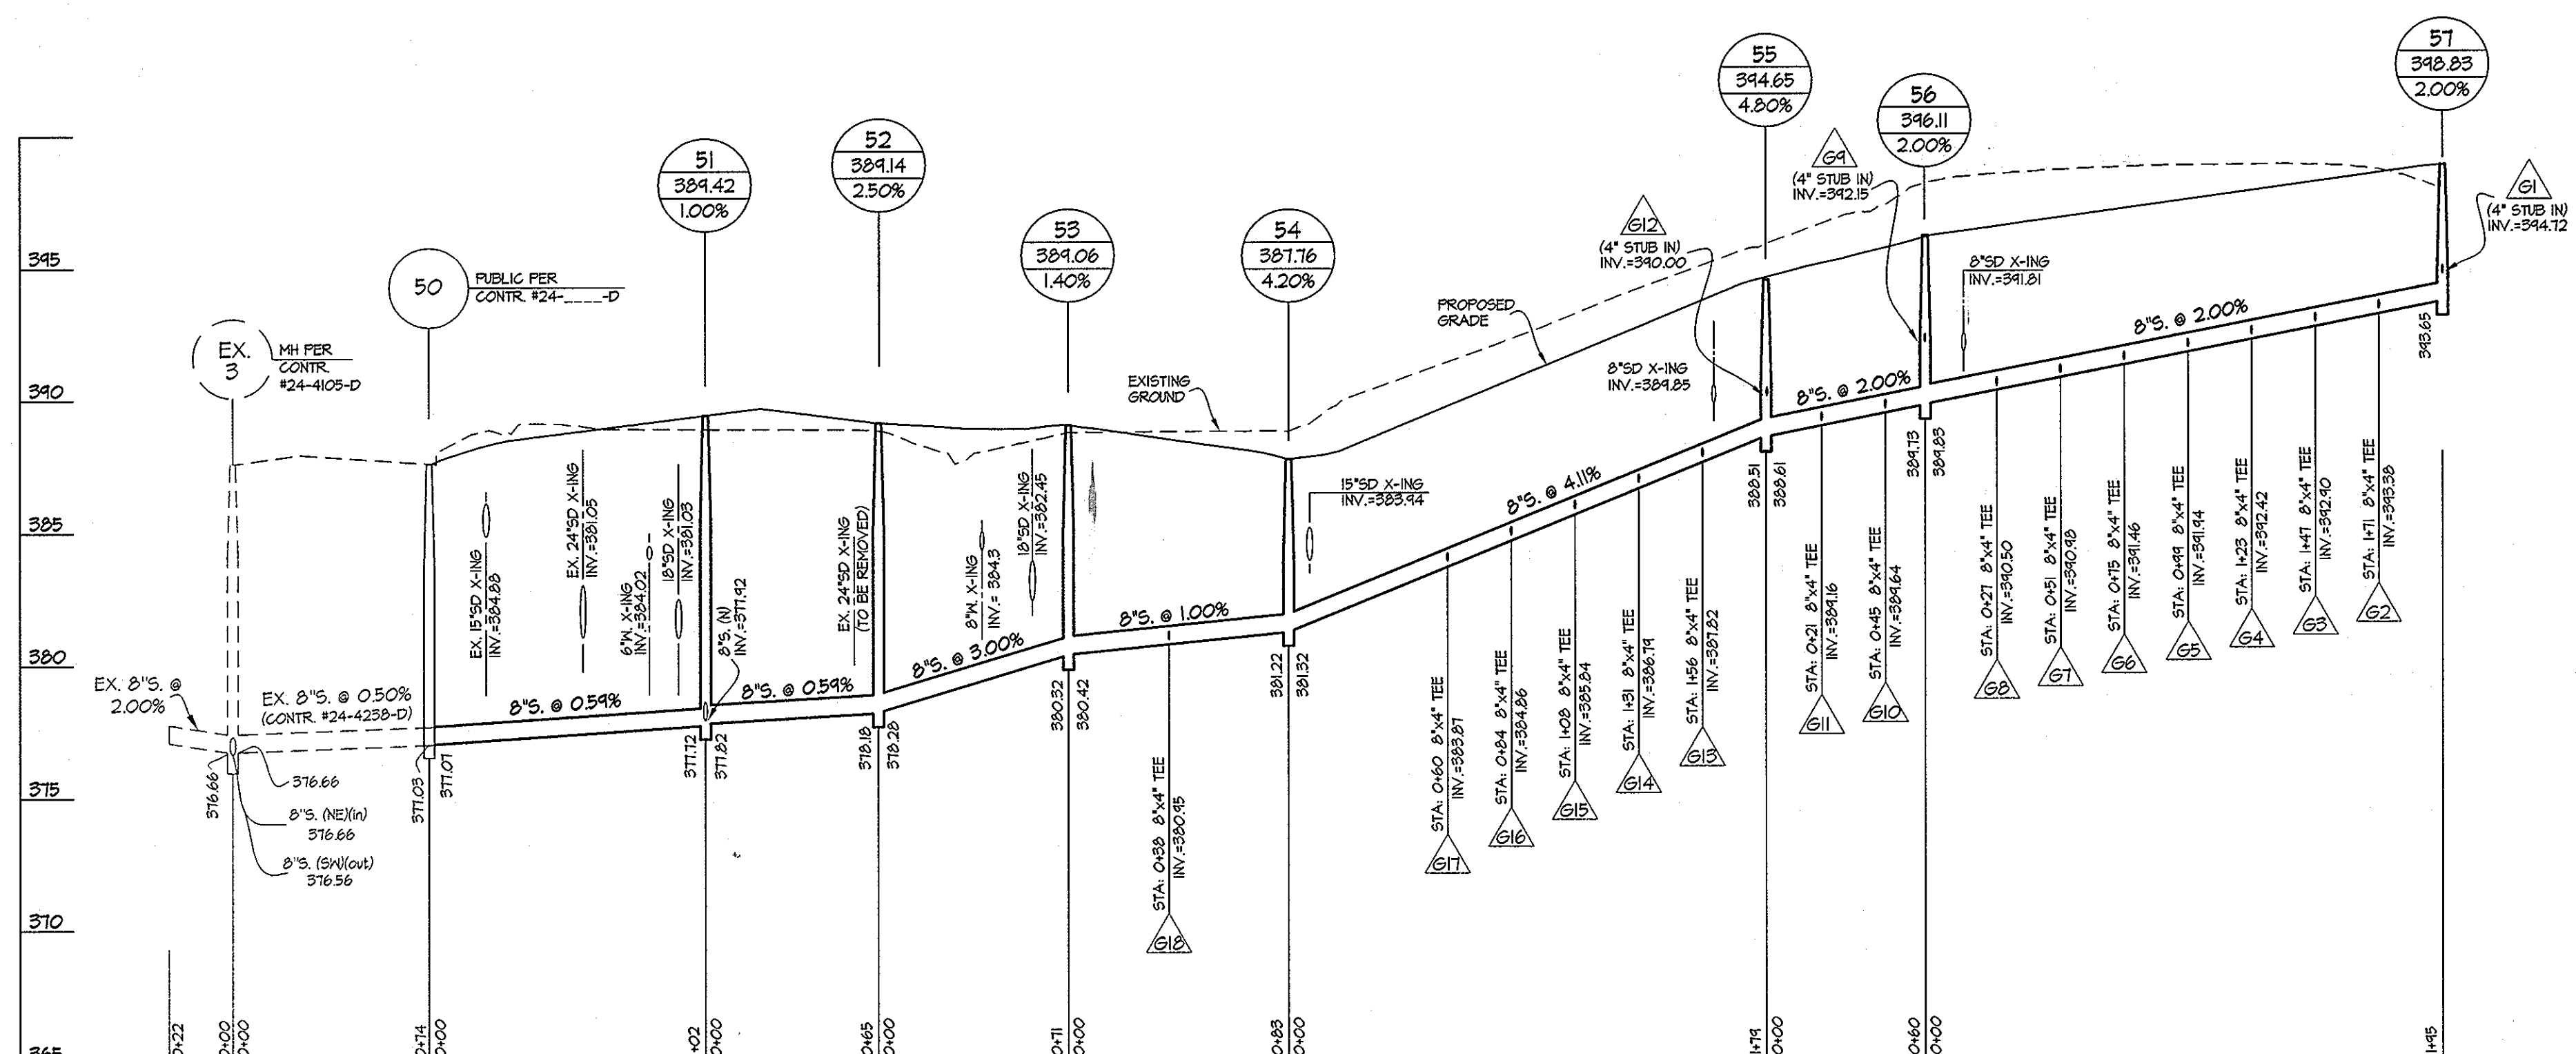 395
390
385
380
375
370
365
EX.
3
MH PER
CONTR.
#24-4105-D
50
PUBLIC PER
CONTR. #24-_____-D
51
389.42
1.00%
52
389.14
2.50%
53
389.06
1.40%
54
387.76
4.20%
55
394.65
4.80%
56
396.11
2.00%
57
398.83
2.00%
G12
(4" STUB IN)
INV.=390.00
G9
(4" STUB IN)
INV.=392.15
G1
(4" STUB IN)
INV.=394.72
PROPOSED
GRADE
EXISTING
GROUND
8"SD X-ING
INV.=389.85
8"SD X-ING
INV.=391.81
15"SD X-ING
INV.=383.94
EX. 15"SD X-ING
INV.=384.88
EX. 24"SD X-ING
INV.=381.05
6"W. X-ING
INV.=384.02
18"SD X-ING
INV.=381.03
8"S. (N)
INV.=377.92
EX. 24"SD X-ING
(TO BE REMOVED)
8"W. X-ING
INV.= 384.3
18"SD X-ING
INV.=382.45
EX. 8"S. @
2.00%
EX. 8"S. @ 0.50%
(CONTR. #24-4238-D)
8"S. @ 0.59%
8"S. @ 0.59%
8"S. @ 3.00%
8"S. @ 1.00%
8"S. @ 4.11%
8"S. @ 2.00%
8"S. @ 2.00%
376.66
376.66
8"S. (NE)(in)
376.66
8"S. (SW)(out)
376.56
377.03
377.07
377.72
377.82
378.18
378.28
380.32
380.42
381.22
381.32
388.51
388.61
389.73
389.83
393.65
STA: 0+38 8"x4" TEE
INV.=380.95
G18
STA: 0+60 8"x4" TEE
INV.=383.87
G17
STA: 0+84 8"x4" TEE
INV.=384.86
G16
STA: 1+08 8"x4" TEE
INV.=385.84
G15
STA: 1+31 8"x4" TEE
INV.=386.79
G14
STA: 1+56 8"x4" TEE
INV.=387.82
G13
STA: 0+21 8"x4" TEE
INV.=389.16
G11
STA: 0+45 8"x4" TEE
INV.=389.64
G10
STA: 0+27 8"x4" TEE
INV.=390.50
G8
STA: 0+51 8"x4" TEE
INV.=390.98
G7
STA: 0+75 8"x4" TEE
INV.=391.46
G6
STA: 0+99 8"x4" TEE
INV.=391.94
G5
STA: 1+23 8"x4" TEE
INV.=392.42
G4
STA: 1+47 8"x4" TEE
INV.=392.90
G3
STA: 1+71 8"x4" TEE
INV.=393.38
G2
0+22
0+00
0+00
0+74
0+00
+02
0+00
0+65
0+00
0+71
0+00
0+83
0+00
1+79
0+00
0+60
0+00
1+95